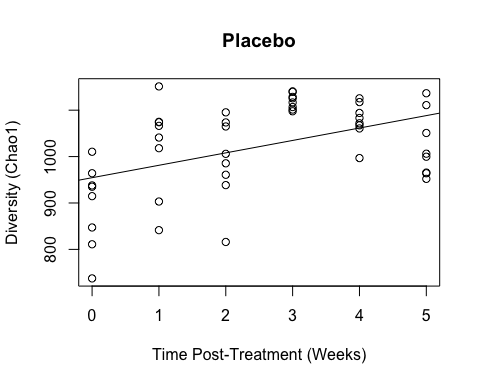 Placebo
Diversity (Chao1)
1000
900
800
0 1 2 3 4 5
Time Post-Treatment (Weeks)